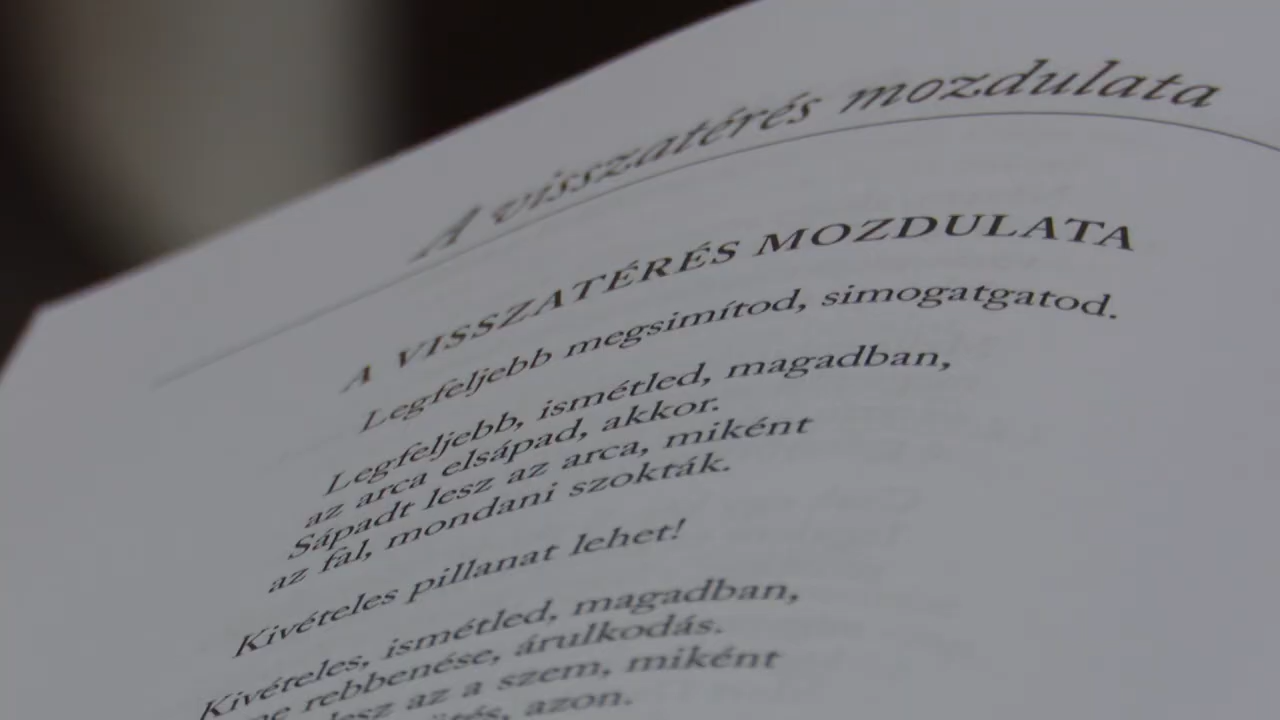 A visszatérés mozdulata
A VISSZATÉRÉS MOZDULATA
Legfeljebb megsimítod, simogatgatod.
Legfeljebb, ismétled, magadban,
az arca elsápad, akkor.
Sápadt lesz az arca, miként
az fal, mondani szokták.
Kivételes pillanat lehet!
Kivételes, ismétled, magadban,
rebbenése, árulkodás.
lesz az a szem, miként
azon.